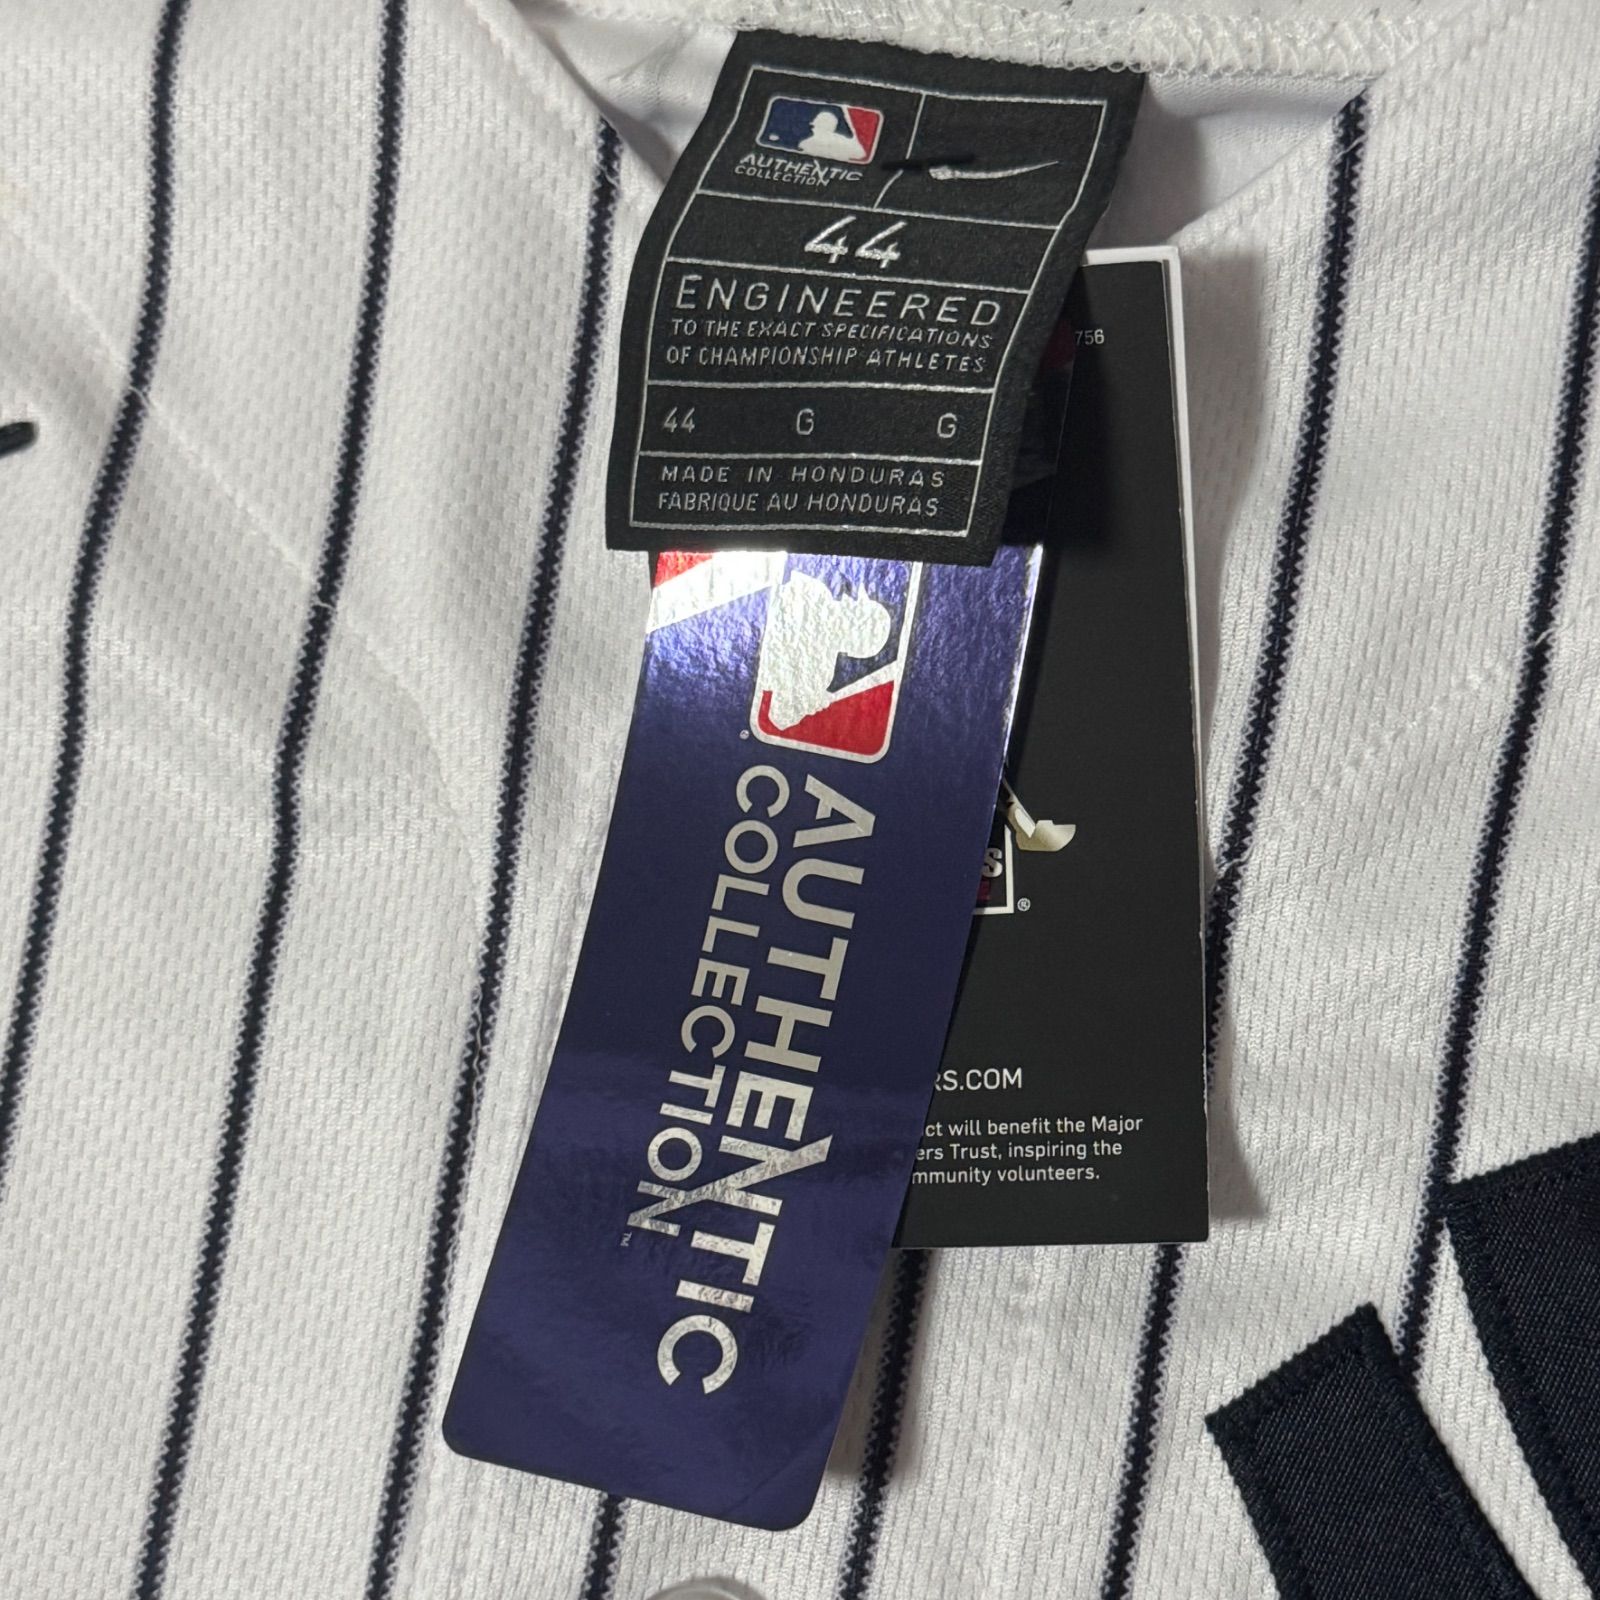 AUTHENTIC
COLLECTION
44
ENGINEERED
TO THE EXACT SPECIFICATIONS
OF CHAMPIONSHIP ATHLETES
44 G G
MADE IN HONDURAS
FABRIQUE AU HONDURAS
756
AUTHENTIC
COLLECTION™
S
®
RS.COM
ct will benefit the Major
ers Trust, inspiring the
mmunity volunteers.